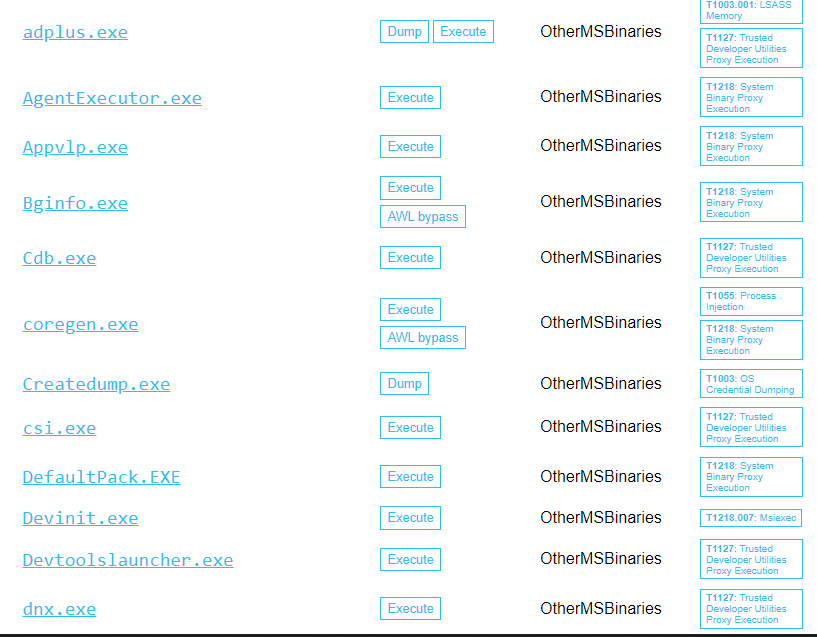 T1003.001: LSASS
Memory
adplus.exe Dump Execute OtherMSBinaries
T1127: Trusted
Developer Utilities
Proxy Execution
AgentExecutor.exe Execute OtherMSBinaries
T1218: System
Binary Proxy
Execution
Appvlp.exe Execute OtherMSBinaries
T1218: System
Binary Proxy
Execution
Bginfo.exe Execute
AWL bypass
OtherMSBinaries
T1218: System
Binary Proxy
Execution
Cdb.exe Execute OtherMSBinaries
T1127: Trusted
Developer Utilities
Proxy Execution
coregen.exe Execute
AWL bypass
OtherMSBinaries
T1055: Process
Injection
T1218: System
Binary Proxy
Execution
Createdump.exe Dump OtherMSBinaries
T1003: OS
Credential Dumping
csi.exe Execute OtherMSBinaries
T1127: Trusted
Developer Utilities
Proxy Execution
DefaultPack.EXE Execute OtherMSBinaries
T1218: System
Binary Proxy
Execution
Devinit.exe Execute OtherMSBinaries T1218.007: Msiexec
Devtoolslauncher.exe Execute OtherMSBinaries
T1127: Trusted
Developer Utilities
Proxy Execution
dnx.exe Execute OtherMSBinaries
T1127: Trusted
Developer Utilities
Proxy Execution